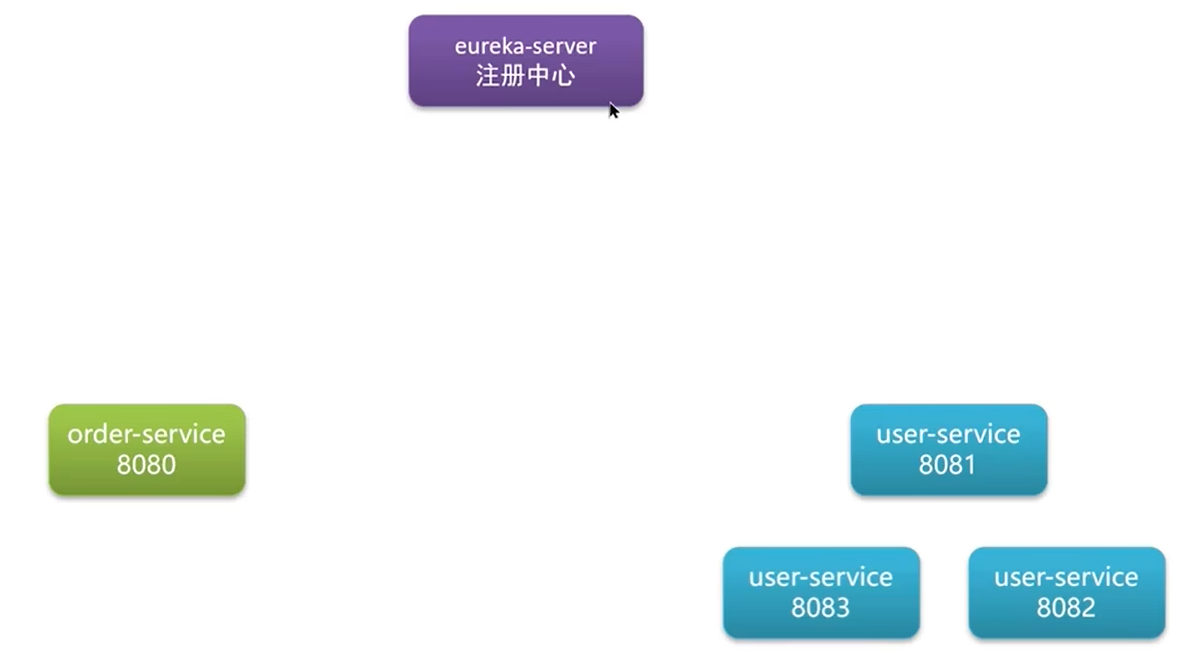 eureka-server
注册中心
order-service
8080
user-service
8081
user-service
8083
user-service
8082